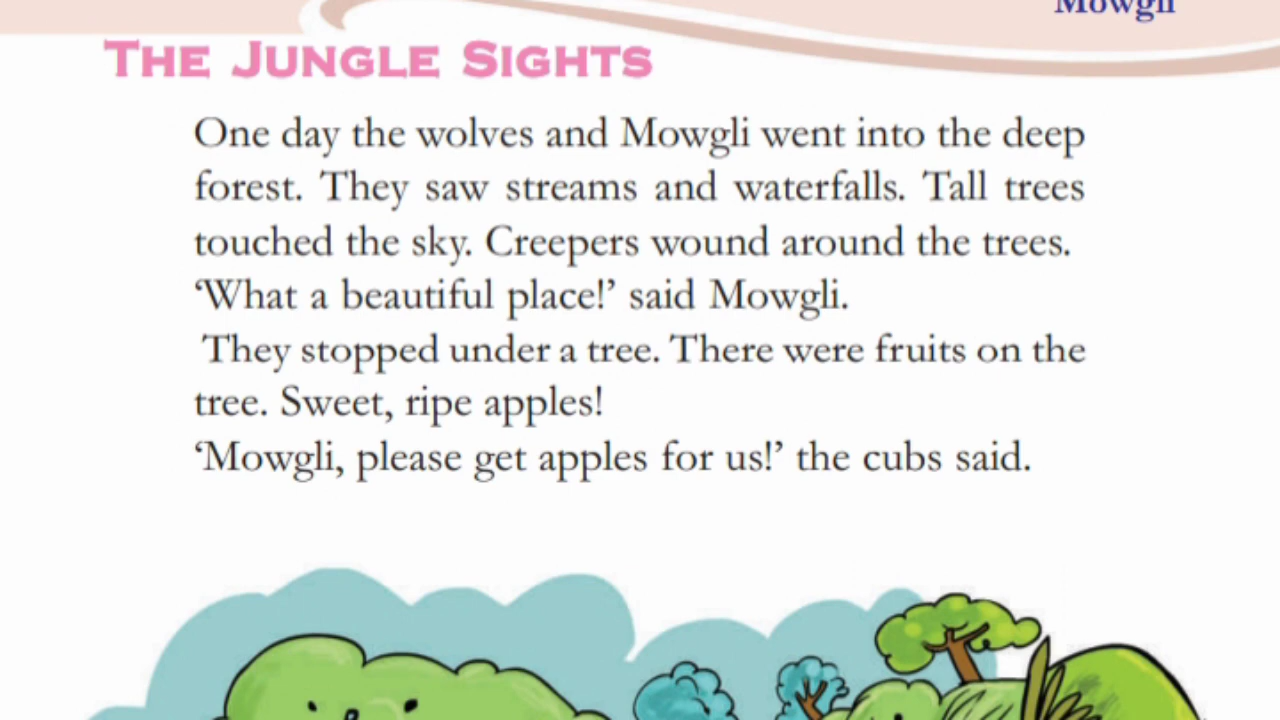 Mowgli
THE JUNGLE SIGHTS
One day the wolves and Mowgli went into the deep
forest. They saw streams and waterfalls. Tall trees
touched the sky. Creepers wound around the trees.
‘What a beautiful place!’ said Mowgli.
They stopped under a tree. There were fruits on the
tree. Sweet, ripe apples!
‘Mowgli, please get apples for us!’ the cubs said.